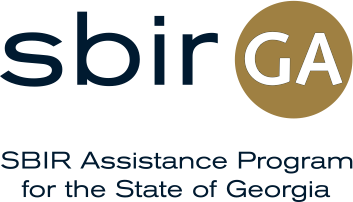 sbir GA
SBIR Assistance Program
for the State of Georgia